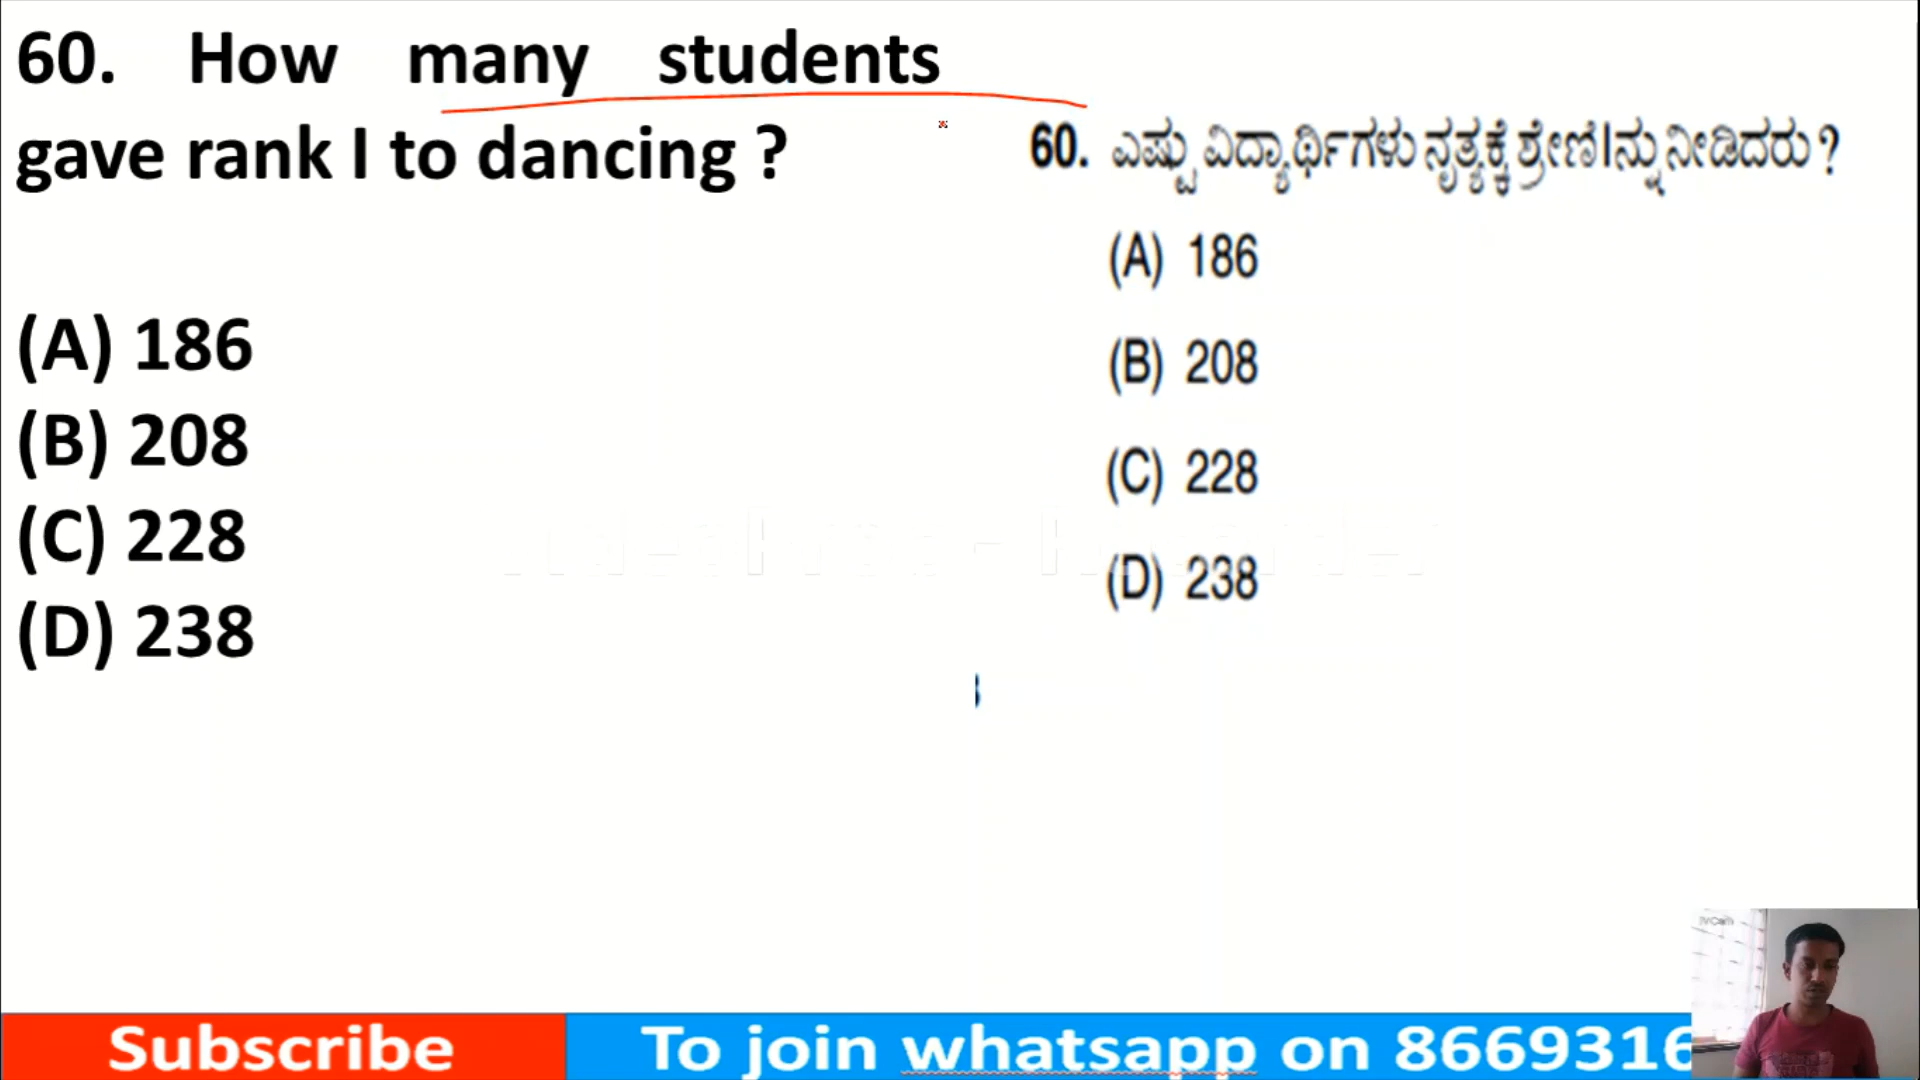 60. How many students
gave rank I to dancing ?
(A) 186
(B) 208
(C) 228
(D) 238
60. ಎಷ್ಟು ವಿದ್ಯಾರ್ಥಿಗಳು ನೃತ್ಯಕ್ಕೆ ಶ್ರೇಣಿ I ನ್ನು ನೀಡಿದರು ?
(A) 186
(B) 208
(C) 228
(D) 238
Subscribe
To join whatsapp on 8669316